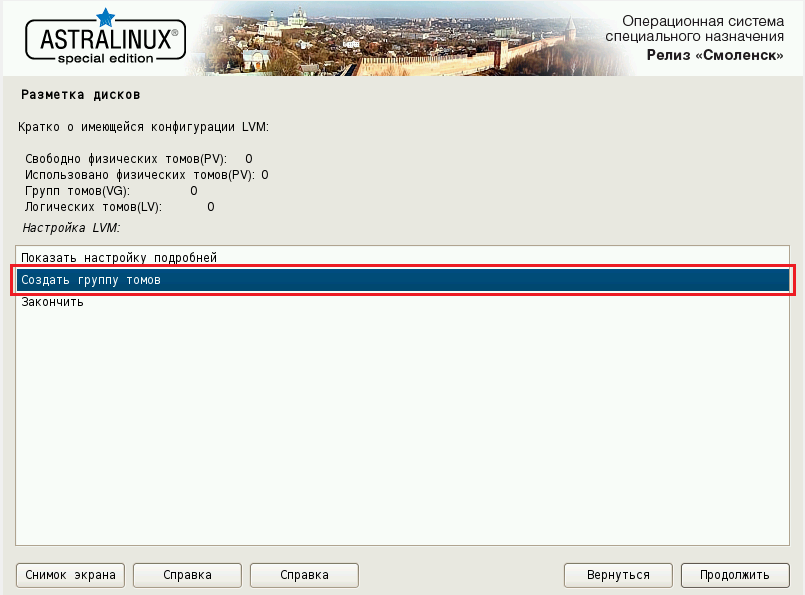 ASTRALINUX®
special edition
Операционная система
специального назначения
Релиз «Смоленск»
Разметка дисков
Кратко о имеющейся конфигурации LVM:
Свободно физических томов(PV): 0
Использовано физических томов(PV): 0
Групп томов(VG): 0
Логических томов(LV): 0
Настройка LVM:
Показать настройку подробней
Создать группу томов
Закончить
Снимок экрана
Справка
Справка
Вернуться
Продолжить